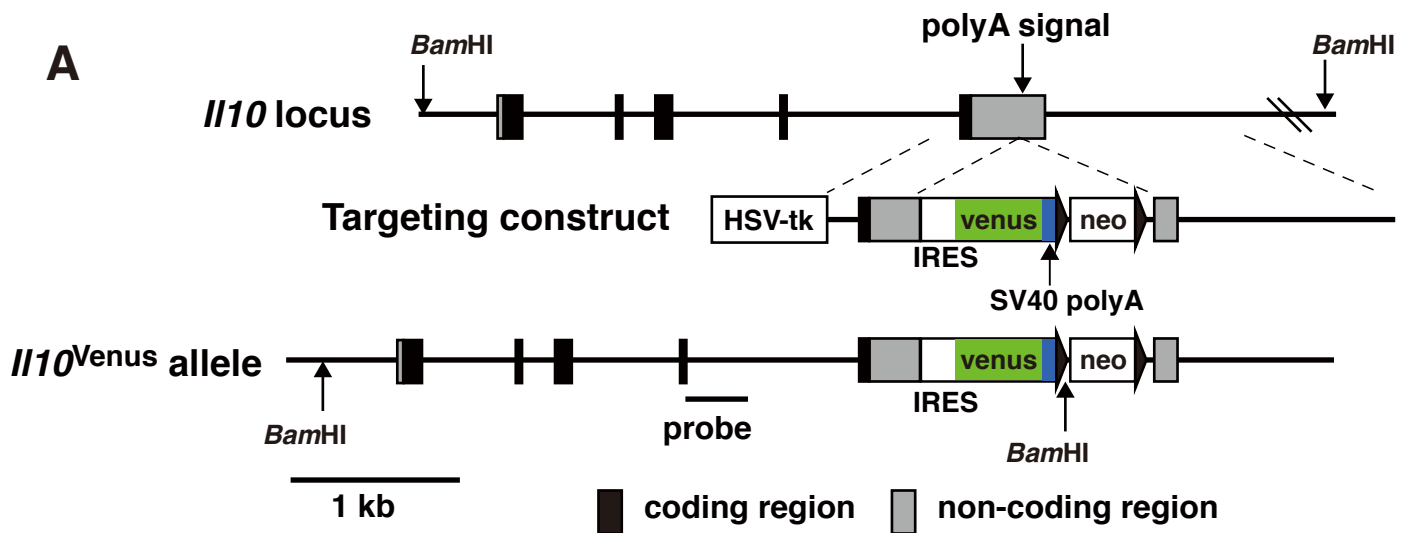 A
BamHI
polyA signal
BamHI
Il10 locus
Targeting construct
HSV-tk
venus
neo
IRES
SV40 polyA
Il10Venus allele
venus
neo
IRES
BamHI
probe
BamHI
1 kb
coding region
non-coding region